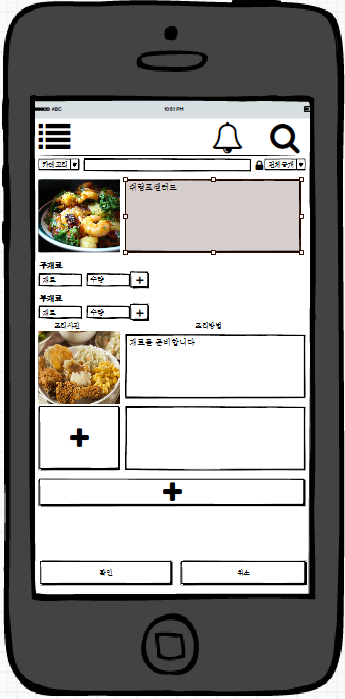 ABC 10:51 PM
카테고리 전체공개
쉬림프샐러드
주재료
재료 수량
부재료
재료 수량
조리사진 조리방법
재료를 준비합니다
확인 취소